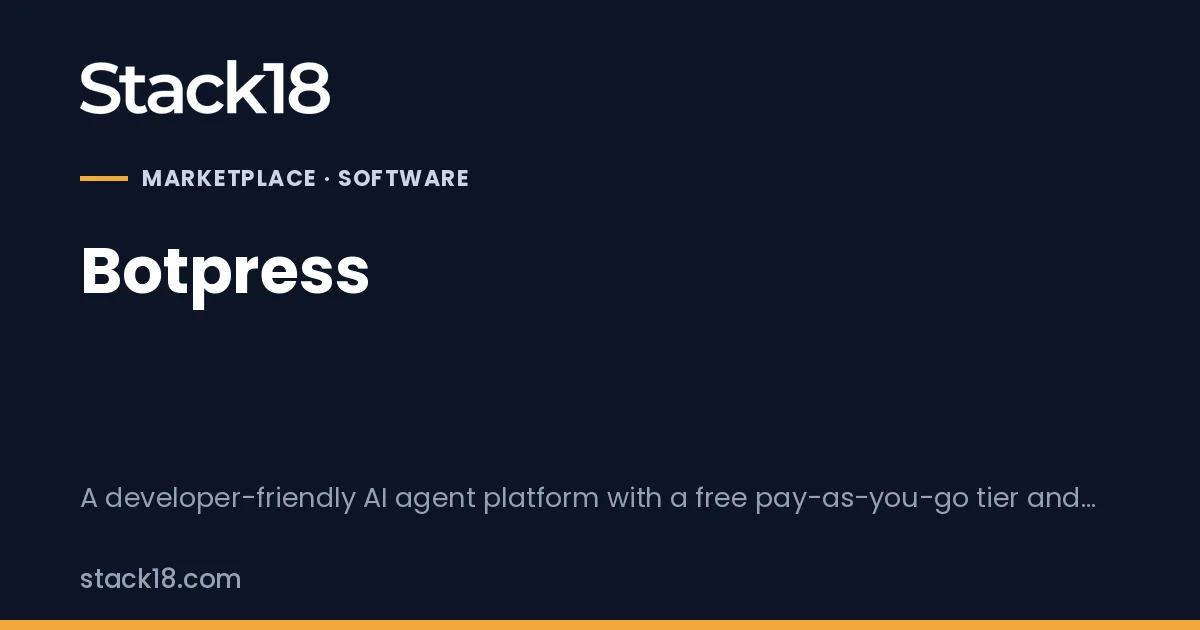 Stack18
MARKETPLACE · SOFTWARE
Botpress
A developer-friendly AI agent platform with a free pay-as-you-go tier and…
stack18.com